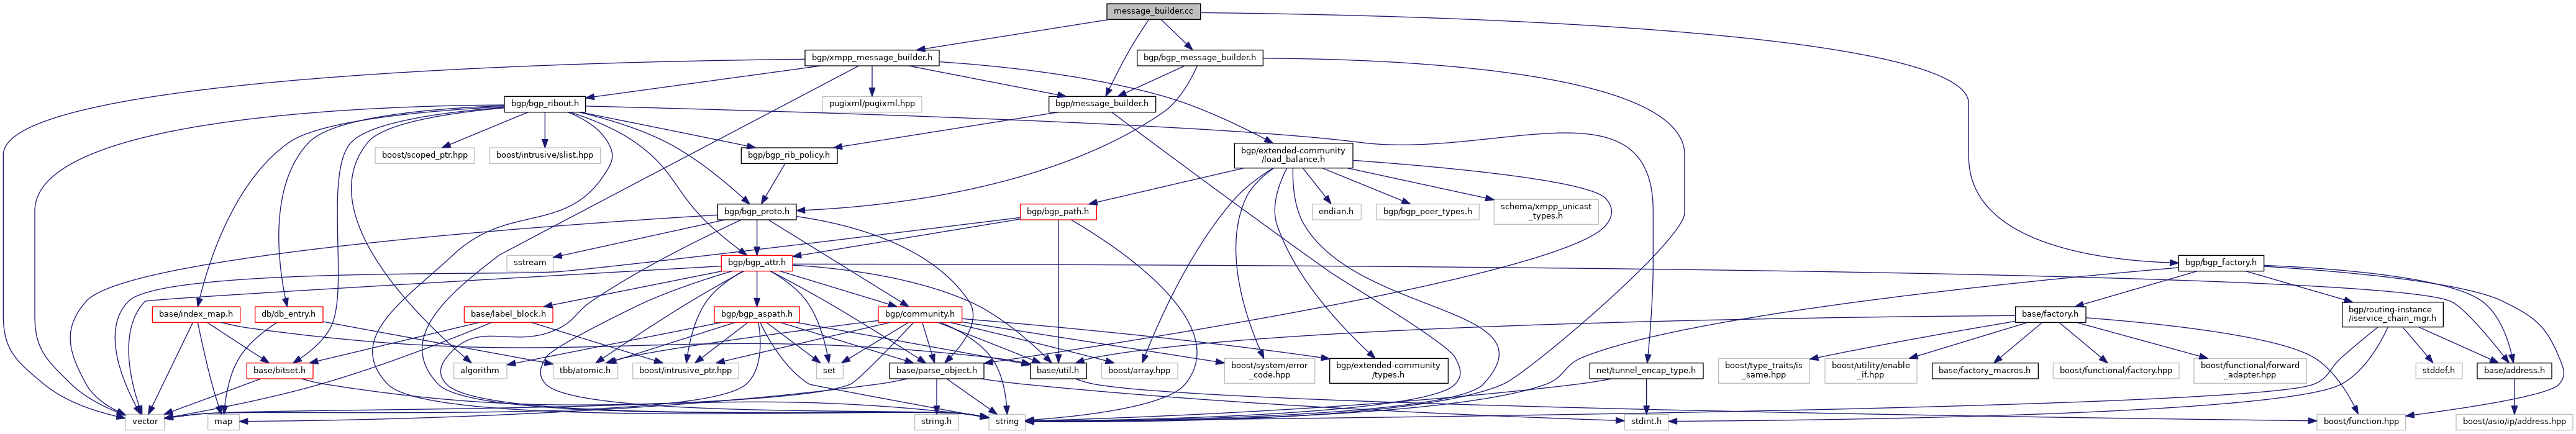 message_builder.cc
bgp/xmpp_message_builder.h
bgp/bgp_message_builder.h
bgp/bgp_ribout.h
pugixml/pugixml.hpp
bgp/message_builder.h
boost/scoped_ptr.hpp
boost/intrusive/slist.hpp
bgp/bgp_rib_policy.h
bgp/extended-community
/load_balance.h
bgp/bgp_proto.h
bgp/bgp_path.h
endian.h
bgp/bgp_peer_types.h
schema/xmpp_unicast
_types.h
sstream
bgp/bgp_attr.h
bgp/bgp_factory.h
base/index_map.h
db/db_entry.h
base/label_block.h
bgp/bgp_aspath.h
bgp/community.h
base/factory.h
bgp/routing-instance
/iservice_chain_mgr.h
base/bitset.h
algorithm
tbb/atomic.h
boost/intrusive_ptr.hpp
set
base/parse_object.h
base/util.h
boost/array.hpp
boost/system/error
_code.hpp
bgp/extended-community
/types.h
net/tunnel_encap_type.h
boost/type_traits/is
_same.hpp
boost/utility/enable
_if.hpp
base/factory_macros.h
boost/functional/factory.hpp
boost/functional/forward
_adapter.hpp
stddef.h
base/address.h
vector
map
string.h
string
stdint.h
boost/function.hpp
boost/asio/ip/address.hpp